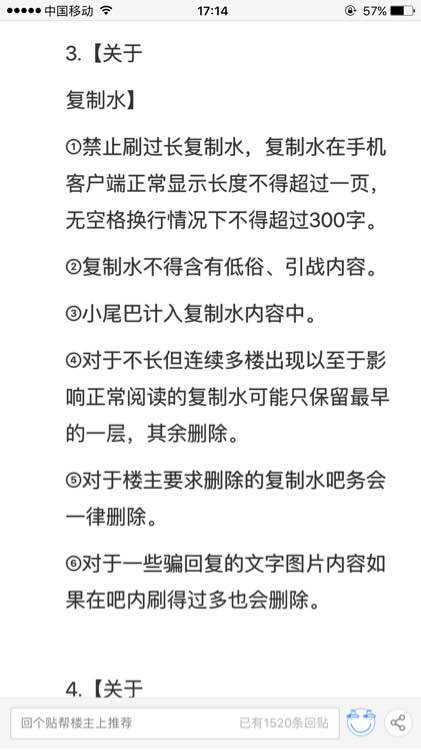 中国移动 17:14 57%
3.【关于
复制水】
①禁止刷过长复制水，复制水在手机
客户端正常显示长度不得超过一页，
无空格换行情况下不得超过300字。
②复制水不得含有低俗、引战内容。
③小尾巴计入复制水内容中。
④对于不长但连续多楼出现以至于影
响正常阅读的复制水可能只保留最早
的一层，其余删除。
⑤对于楼主要求删除的复制水吧务会
一律删除。
⑥对于一些骗回复的文字图片内容如
果在吧内刷得过多也会删除。
4.【关于
回个贴帮楼主上推荐 已有1520条回贴